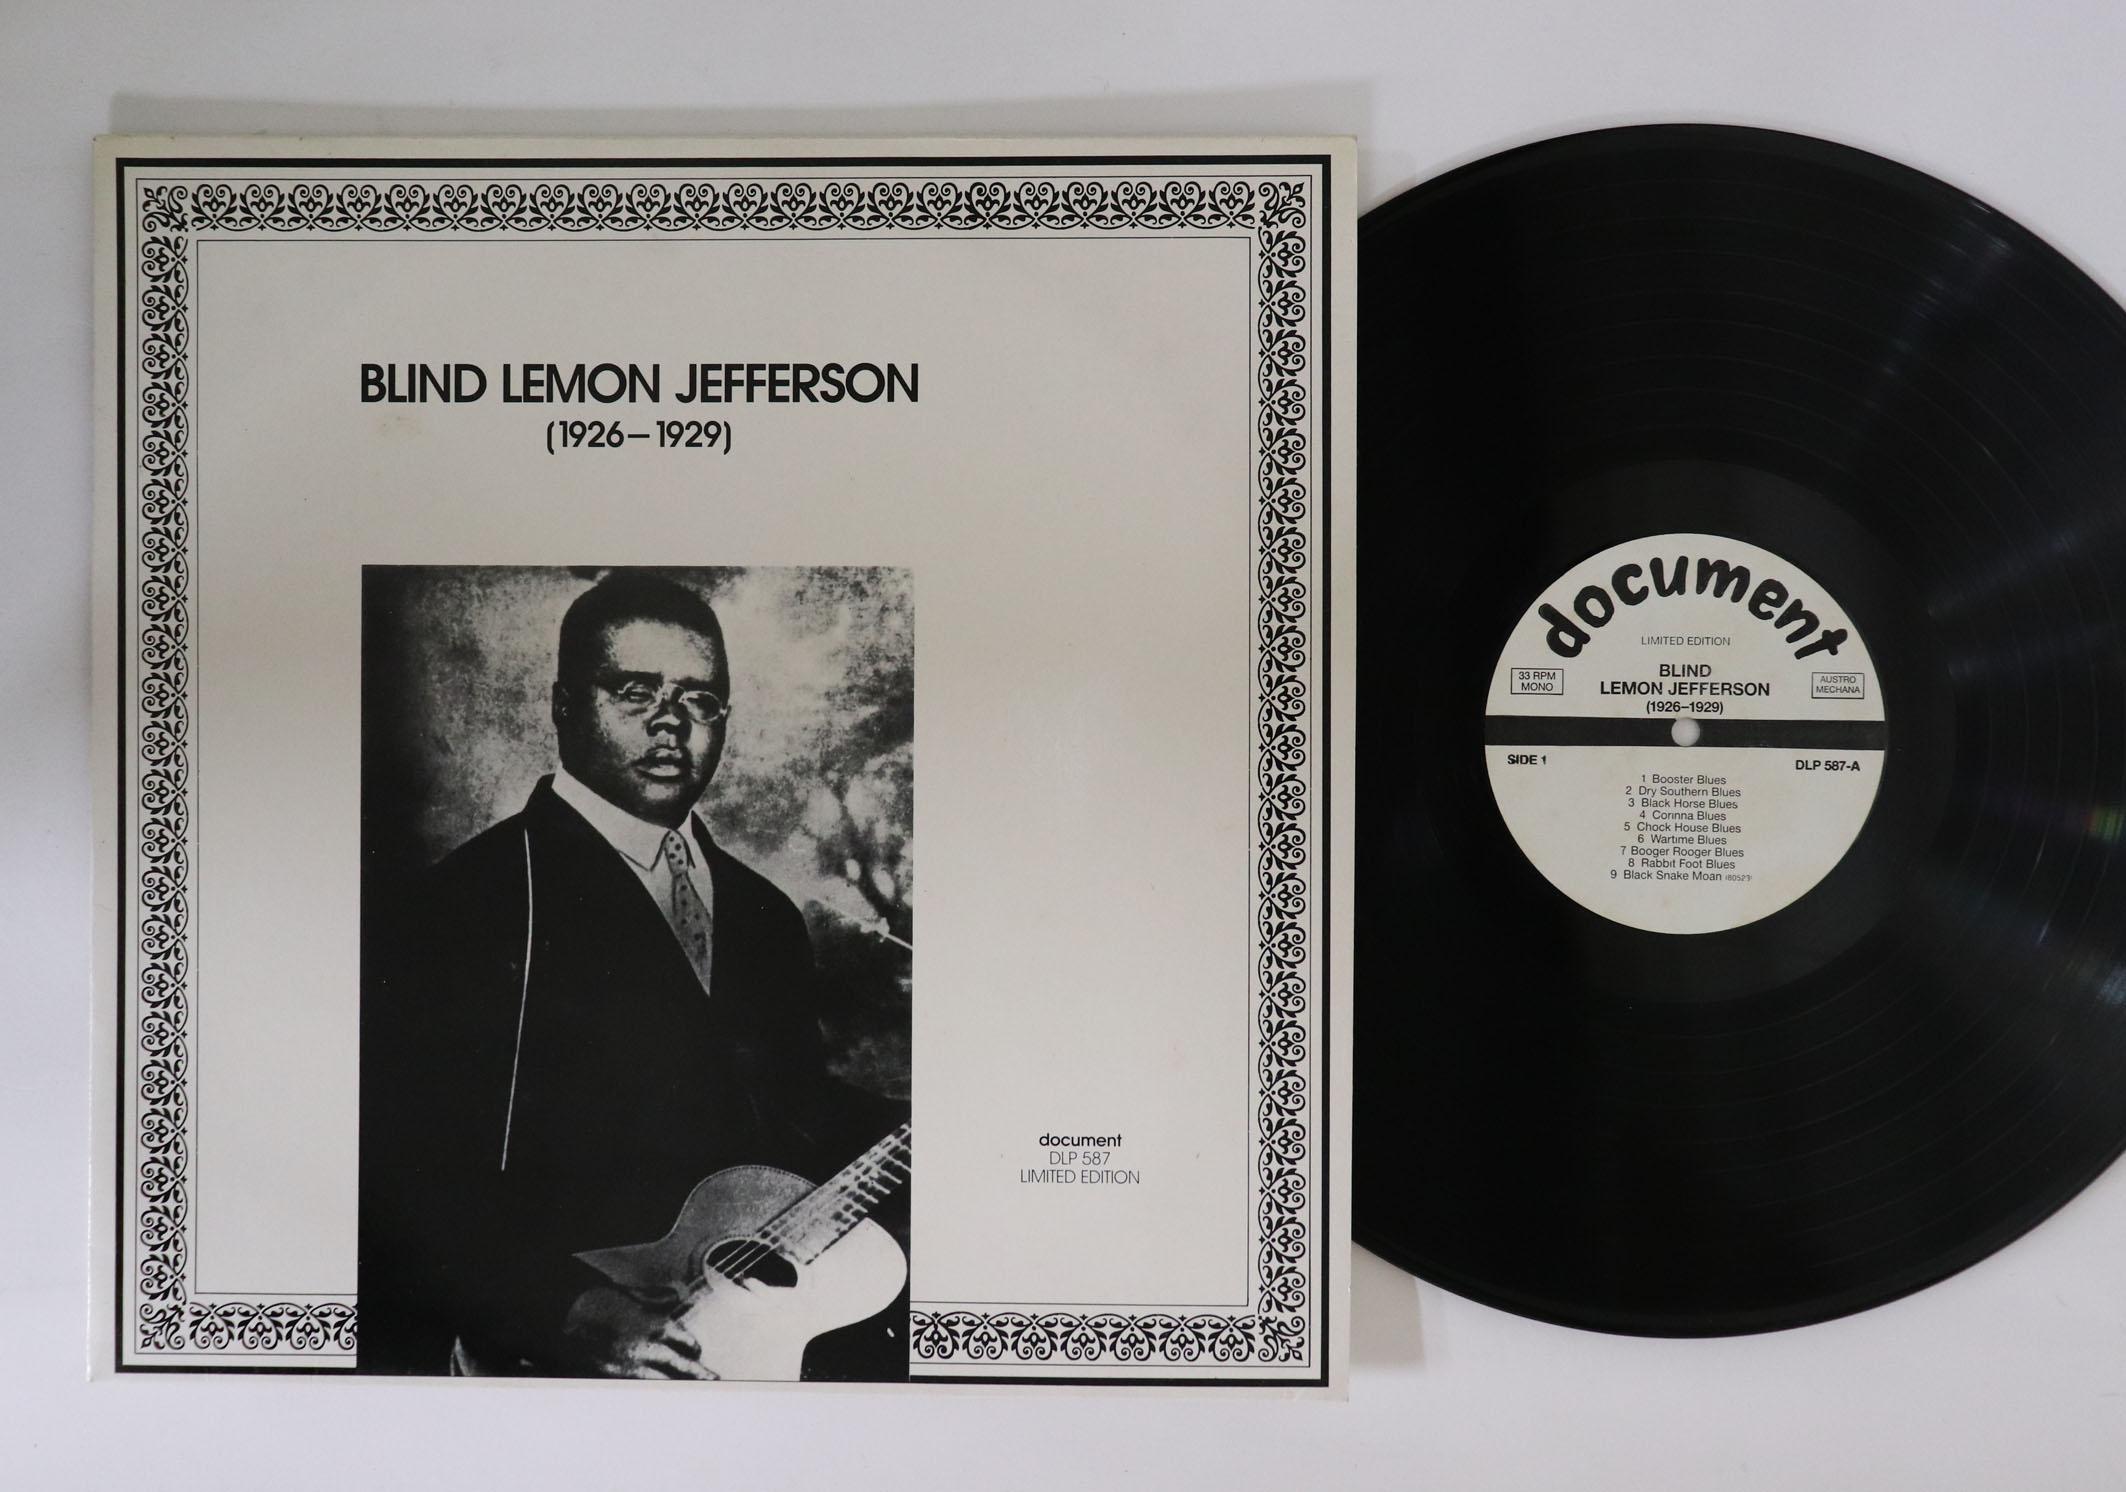 BLIND LEMON JEFFERSON
(1926–1929)
document
DLP 587
LIMITED EDITION
document
LIMITED EDITION
33 RPM
MONO
BLIND
LEMON JEFFERSON
(1926–1929)
AUSTRO
MECHANA
SIDE 1
DLP 587-A
1 Booster Blues
2 Dry Southern Blues
3 Black Horse Blues
4 Corinna Blues
5 Chock House Blues
6 Wartime Blues
7 Booger Rooger Blues
8 Rabbit Foot Blues
9 Black Snake Moan (80523)